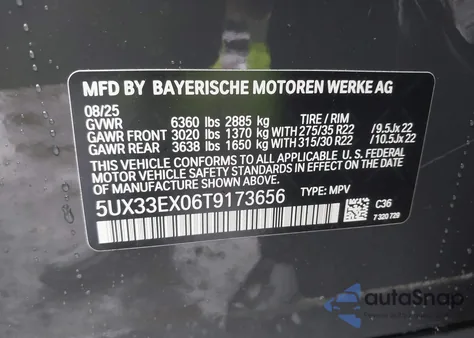 MFD BY BAYERISCHE MOTOREN WERKE AG
08/25
GVWR 6360 lbs 2885 kg TIRE / RIM
GAWR FRONT 3020 lbs 1370 kg WITH 275/35 R22 /9.5Jx22
GAWR REAR 3638 lbs 1650 kg WITH 315/30 R22 /10.5Jx22
THIS VEHICLE CONFORMS TO ALL APPLICABLE U.S. FEDERAL
MOTOR VEHICLE SAFETY STANDARDS IN EFFECT
ON THE DATE OF MANUFACTURE SHOWN ABOVE.
5UX33EX06T9173656 TYPE: MPV
C36
7 320 729
autoSnap